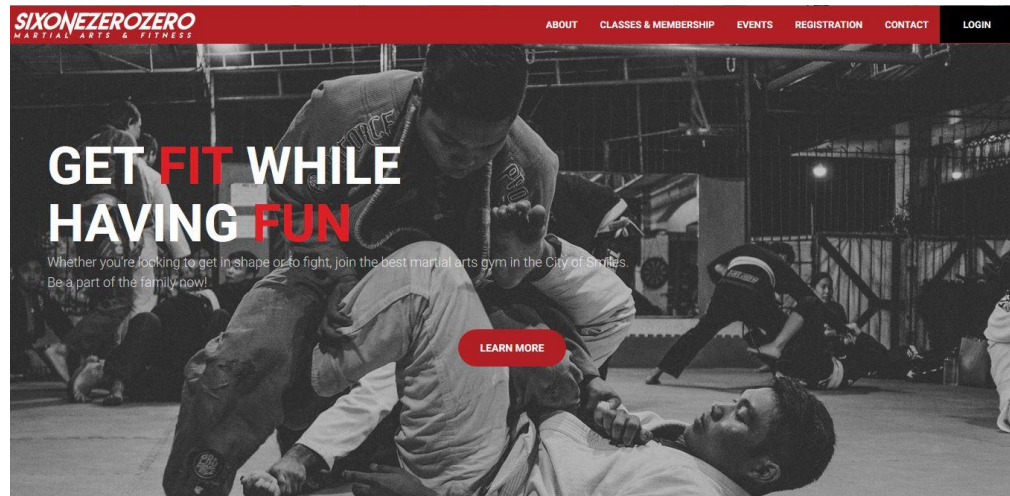 SIXONEZEROZERO
MARTIAL ARTS & FITNESS
ABOUT CLASSES & MEMBERSHIP EVENTS REGISTRATION CONTACT LOGIN
GET FIT WHILE
HAVING FUN
Whether you're looking to get in shape or to fight, join the best martial arts gym in the City of Smiles.
Be a part of the family now!
LEARN MORE